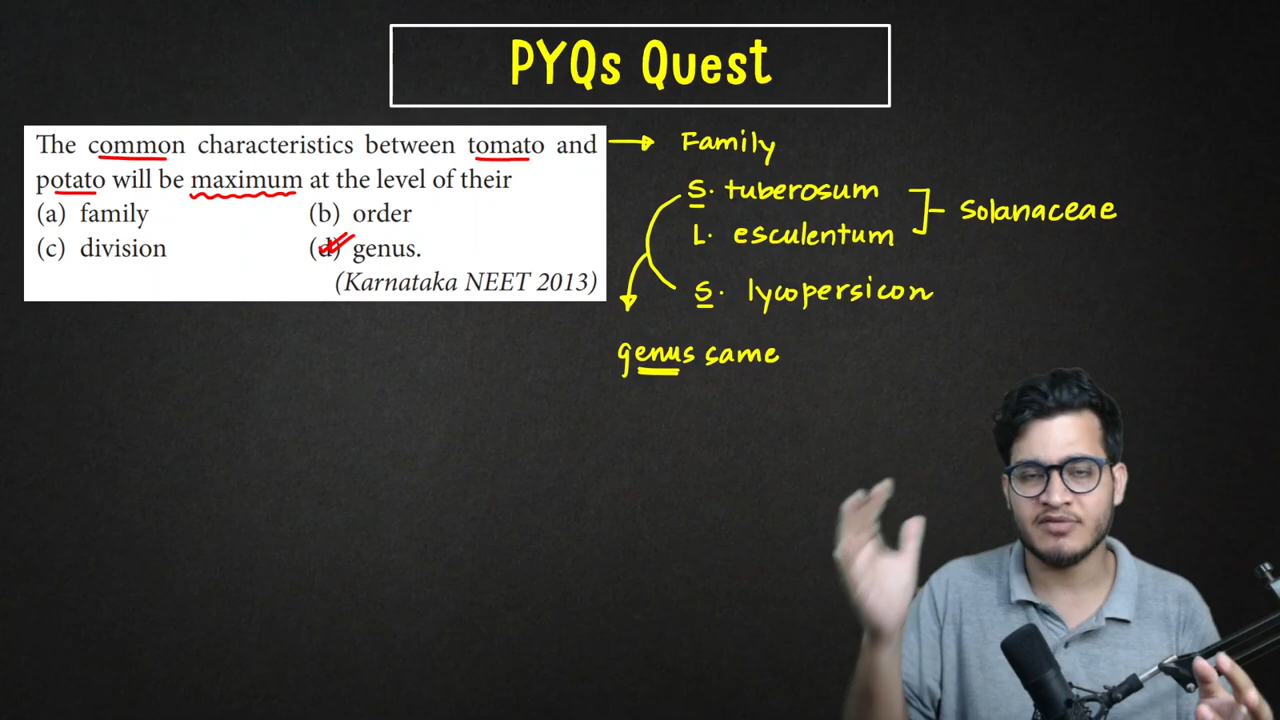 PYQs Quest
The common characteristics between tomato and
potato will be maximum at the level of their
(a) family (b) order
(c) division (d) genus.
(Karnataka NEET 2013)
Family
S. tuberosum
L. esculentum
Solanaceae
S. lycopersicon
genus same